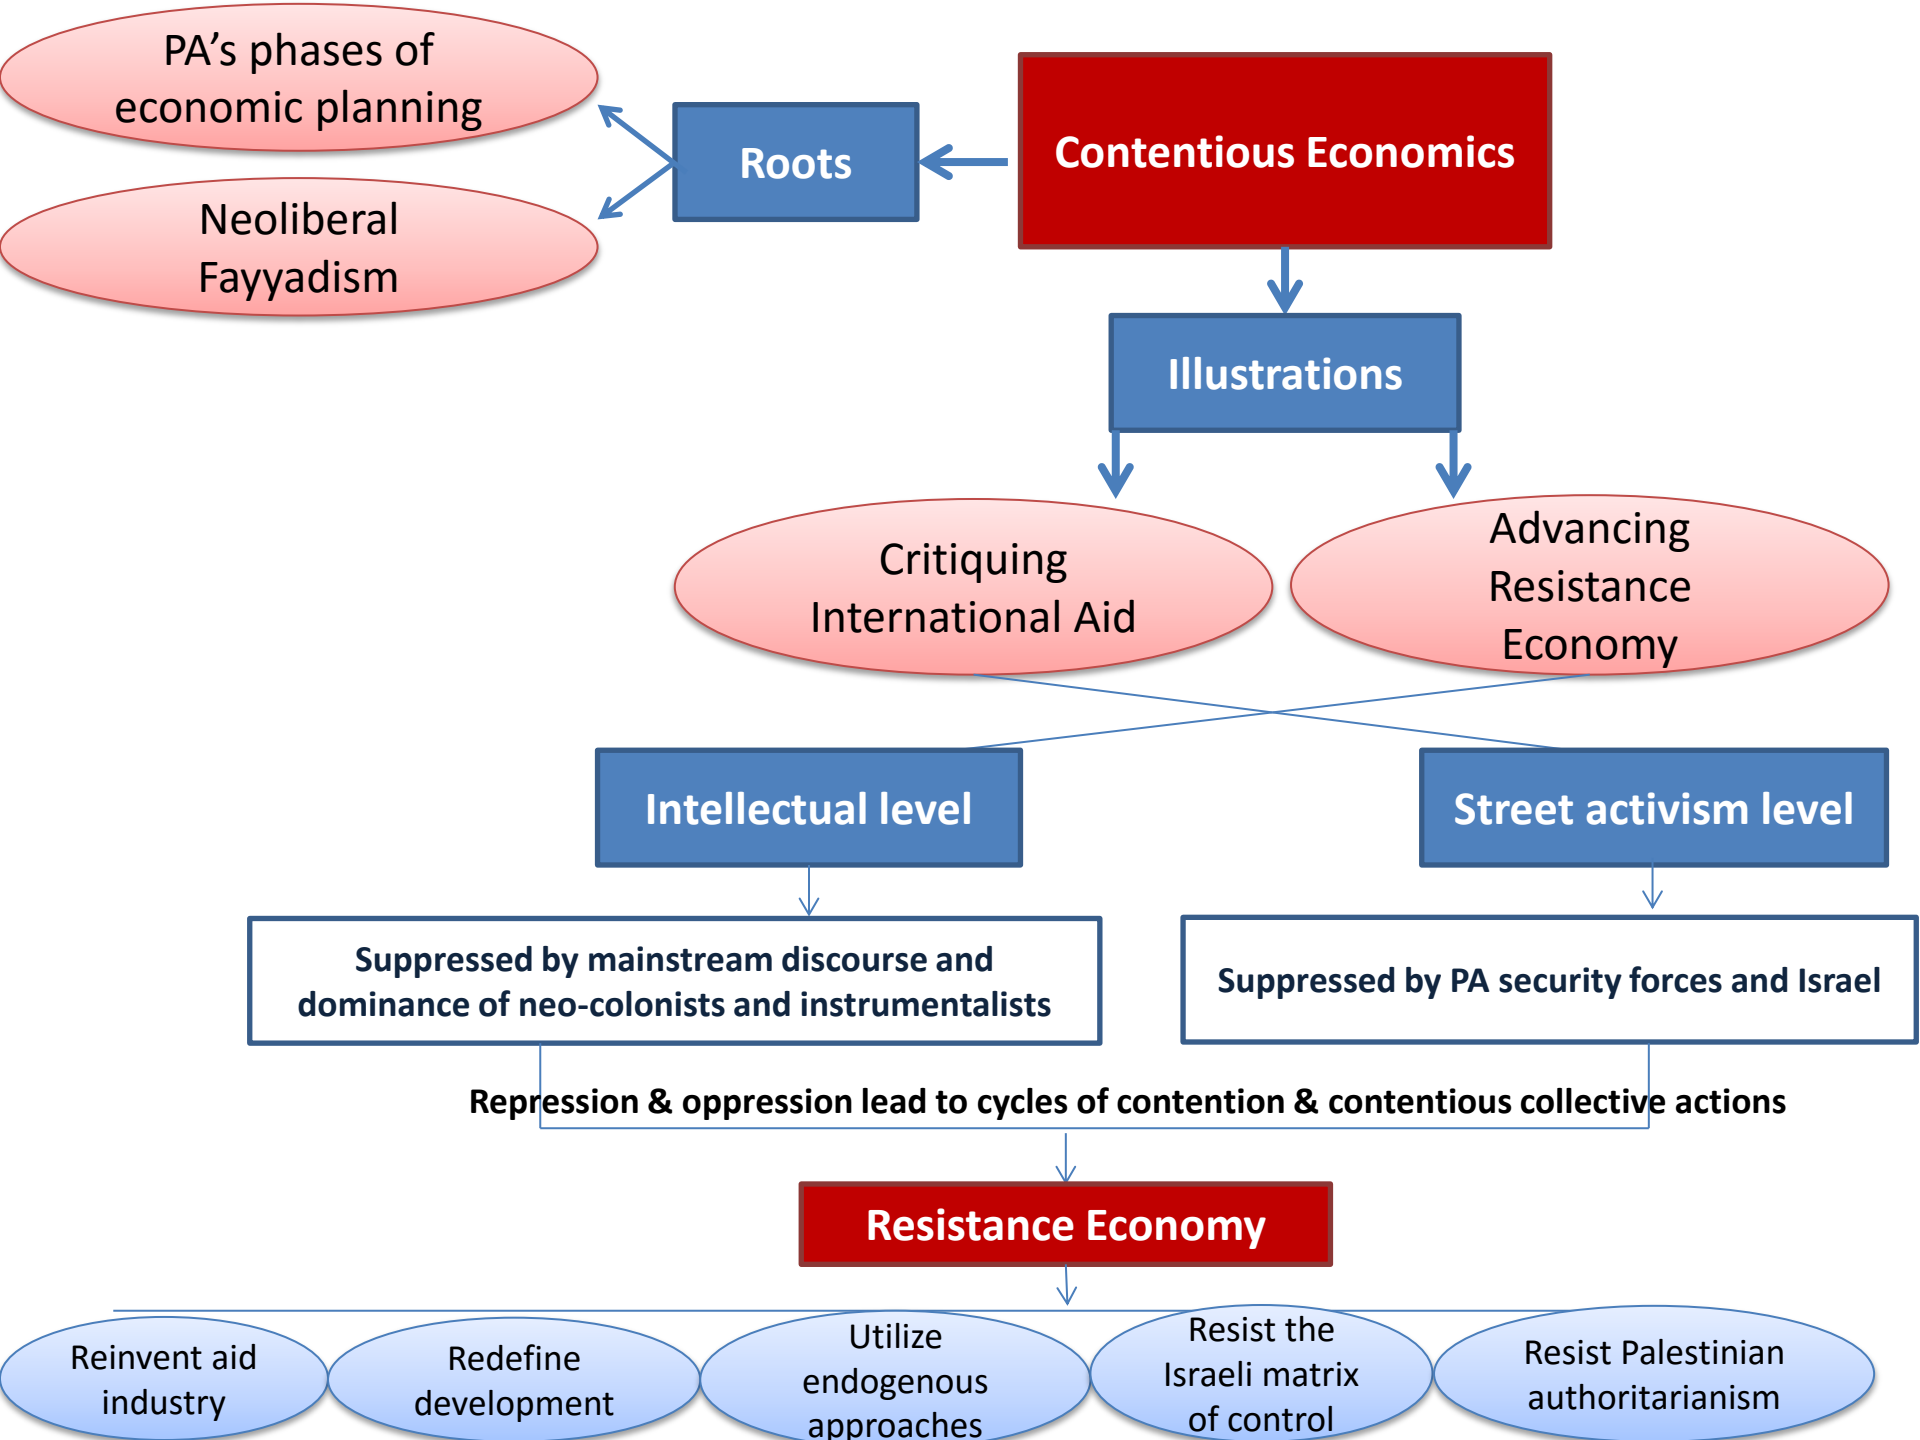 PA’s phases of
economic planning
Neoliberal
Fayyadism
Roots
Contentious Economics
Illustrations
Critiquing
International Aid
Advancing
Resistance
Economy
Intellectual level
Street activism level
Suppressed by mainstream discourse and
dominance of neo-colonists and instrumentalists
Suppressed by PA security forces and Israel
Repression & oppression lead to cycles of contention & contentious collective actions
Resistance Economy
Reinvent aid
industry
Redefine
development
Utilize
endogenous
approaches
Resist the
Israeli matrix
of control
Resist Palestinian
authoritarianism